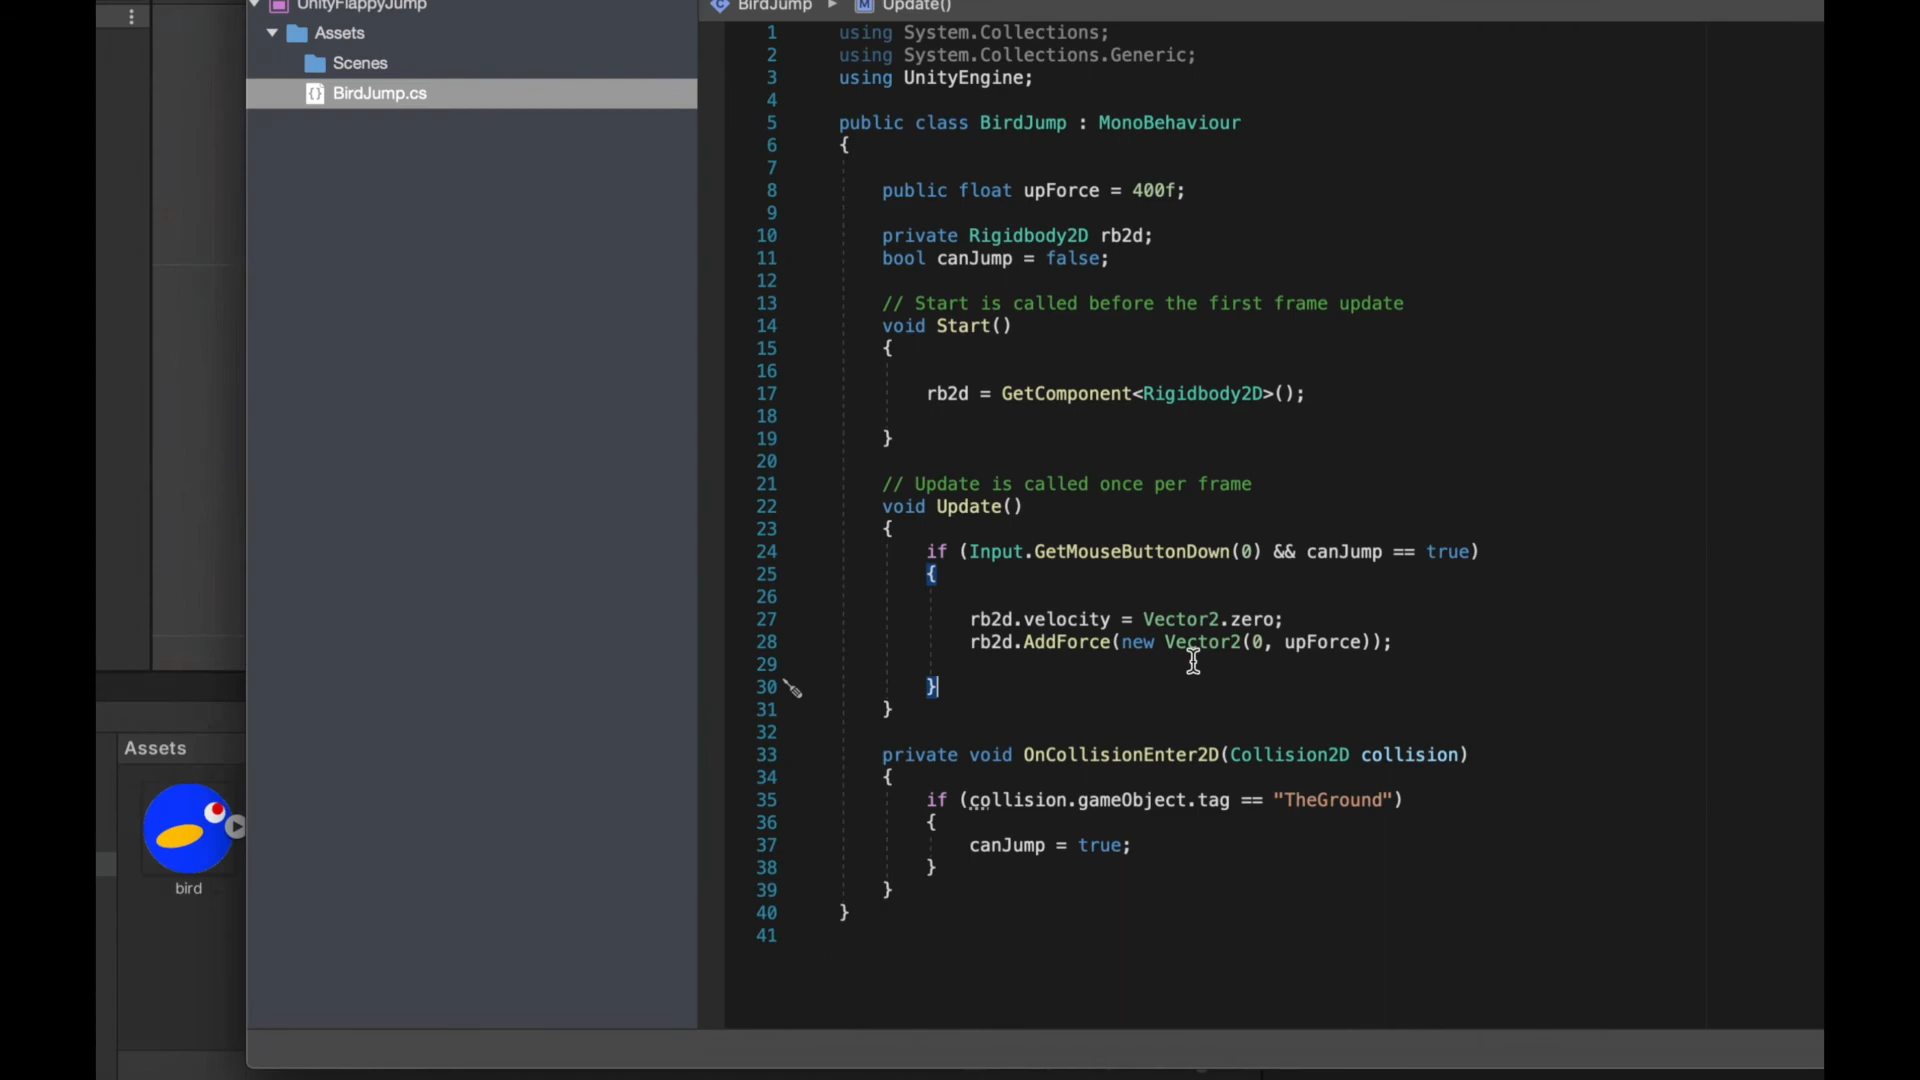 UnityFlappyJump
Assets
Scenes
BirdJump.cs
Assets
bird
BirdJump
Update()
1 using System.Collections;
2 using System.Collections.Generic;
3 using UnityEngine;
4
5 public class BirdJump : MonoBehaviour
6 {
7
8 public float upForce = 400f;
9
10 private Rigidbody2D rb2d;
11 bool canJump = false;
12
13 // Start is called before the first frame update
14 void Start()
15 {
16
17 rb2d = GetComponent<Rigidbody2D>();
18
19 }
20
21 // Update is called once per frame
22 void Update()
23 {
24 if (Input.GetMouseButtonDown(0) && canJump == true)
25 {
26
27 rb2d.velocity = Vector2.zero;
28 rb2d.AddForce(new Vector2(0, upForce));
29
30 }
31 }
32
33 private void OnCollisionEnter2D(Collision2D collision)
34 {
35 if (collision.gameObject.tag == "TheGround")
36 {
37 canJump = true;
38 }
39 }
40 }
41